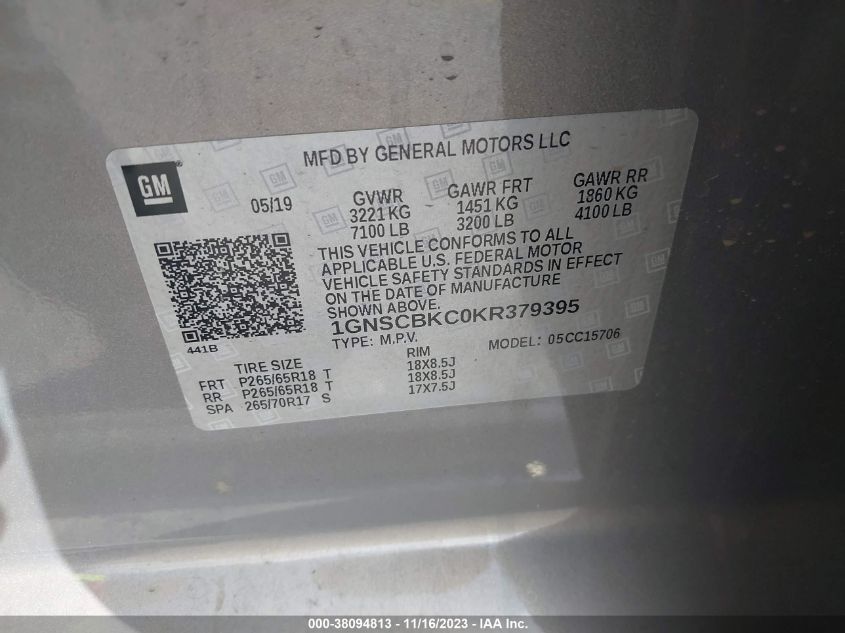 MFD BY GENERAL MOTORS LLC
GM
05/19
GVWR
3221 KG
7100 LB
GAWR FRT
1451 KG
3200 LB
GAWR RR
1860 KG
4100 LB
THIS VEHICLE CONFORMS TO ALL
APPLICABLE U.S. FEDERAL MOTOR
VEHICLE SAFETY STANDARDS IN EFFECT
ON THE DATE OF MANUFACTURE
SHOWN ABOVE.
1GNSCBKC0KR379395
TYPE: M.P.V. MODEL: 05CC15706
441B
TIRE SIZE RIM
FRT P265/65R18 T 18X8.5J
RR P265/65R18 T 18X8.5J
SPA 265/70R17 S 17X7.5J
000-38094813 - 11/16/2023 - IAA Inc.